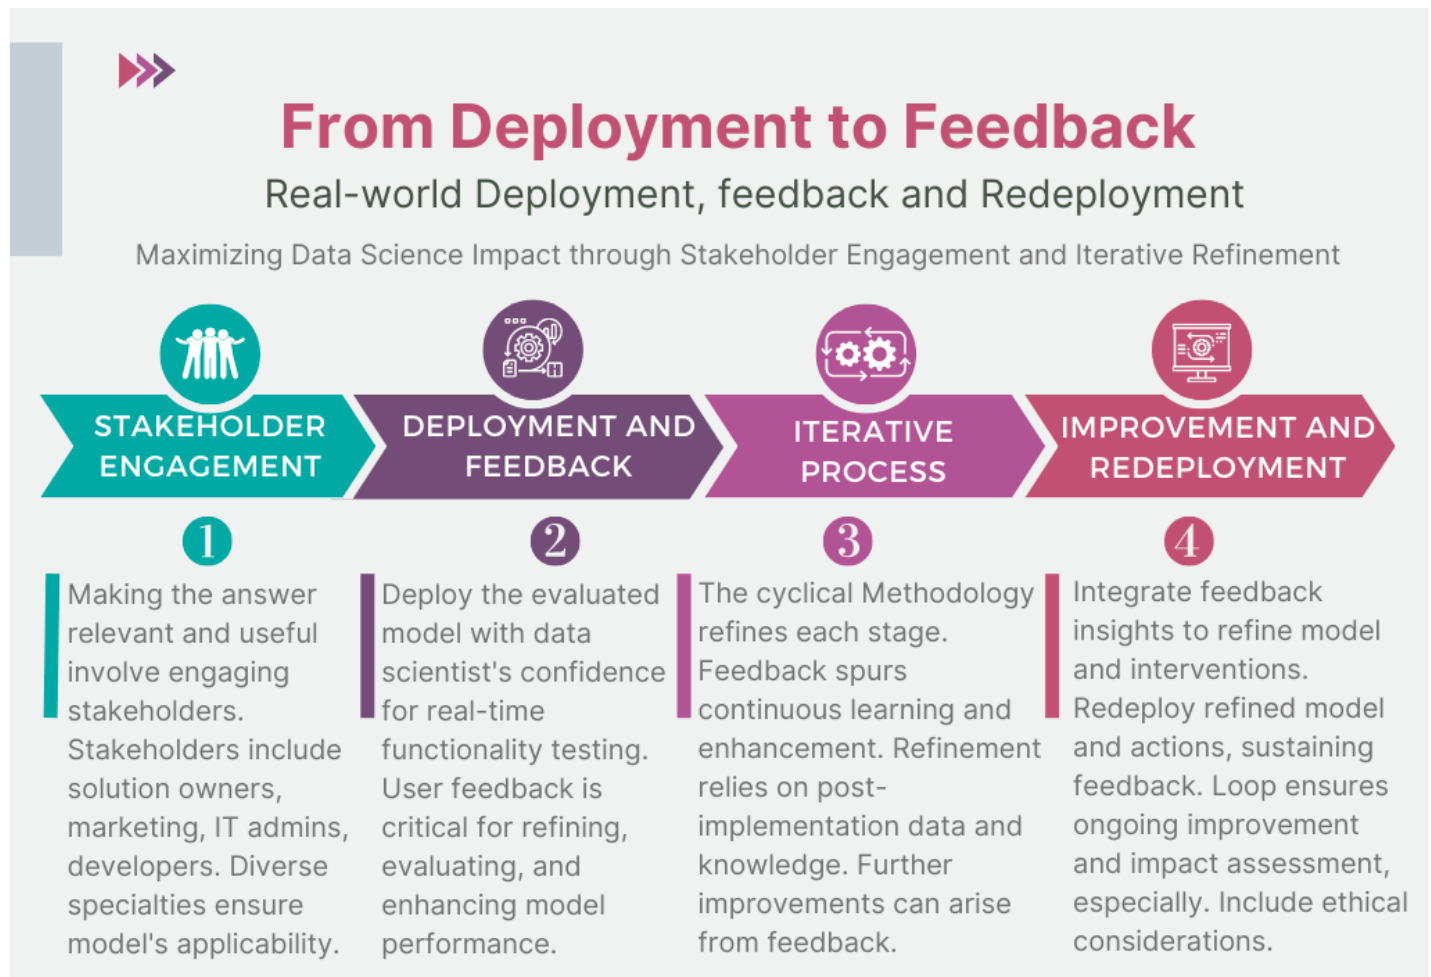 From Deployment to Feedback
Real-world Deployment, feedback and Redeployment
Maximizing Data Science Impact through Stakeholder Engagement and Iterative Refinement
STAKEHOLDER
ENGAGEMENT
1
Making the answer
relevant and useful
involve engaging
stakeholders.
Stakeholders include
solution owners,
marketing, IT admins,
developers. Diverse
specialties ensure
model's applicability.
DEPLOYMENT AND
FEEDBACK
2
Deploy the evaluated
model with data
scientist's confidence
for real-time
functionality testing.
User feedback is
critical for refining,
evaluating, and
enhancing model
performance.
ITERATIVE
PROCESS
3
The cyclical Methodology
refines each stage.
Feedback spurs
continuous learning and
enhancement. Refinement
relies on post-
implementation data and
knowledge. Further
improvements can arise
from feedback.
IMPROVEMENT AND
REDEPLOYMENT
4
Integrate feedback
insights to refine model
and interventions.
Redeploy refined model
and actions, sustaining
feedback. Loop ensures
ongoing improvement
and impact assessment,
especially. Include ethical
considerations.